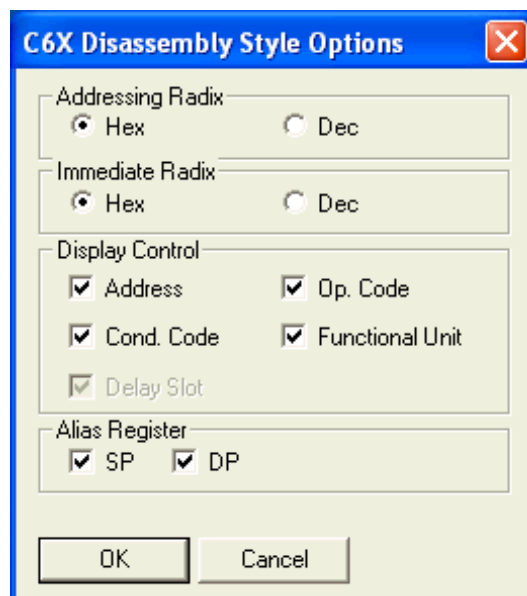 C6X Disassembly Style Options
Addressing Radix
Hex Dec
Immediate Radix
Hex Dec
Display Control
Address Op. Code
Cond. Code Functional Unit
Delay Slot
Alias Register
SP DP
OK Cancel